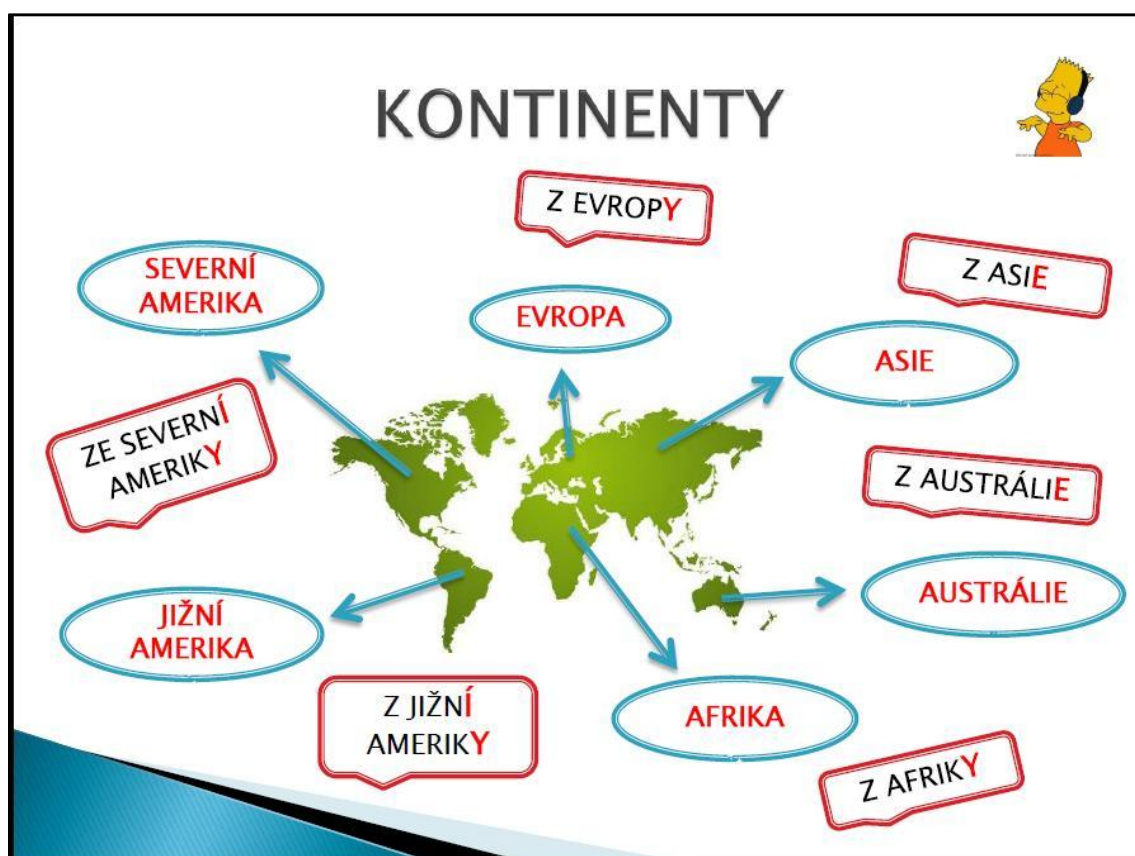 KONTINENTY
Z EVROPY
Z ASIE
SEVERNÍ
AMERIKA
EVROPA
ASIE
ZE SEVERNÍ
AMERIKY
Z AUSTRÁLIE
AUSTRÁLIE
JIŽNÍ
AMERIKA
Z JIŽNÍ
AMERIKY
AFRIKA
Z AFRIKY